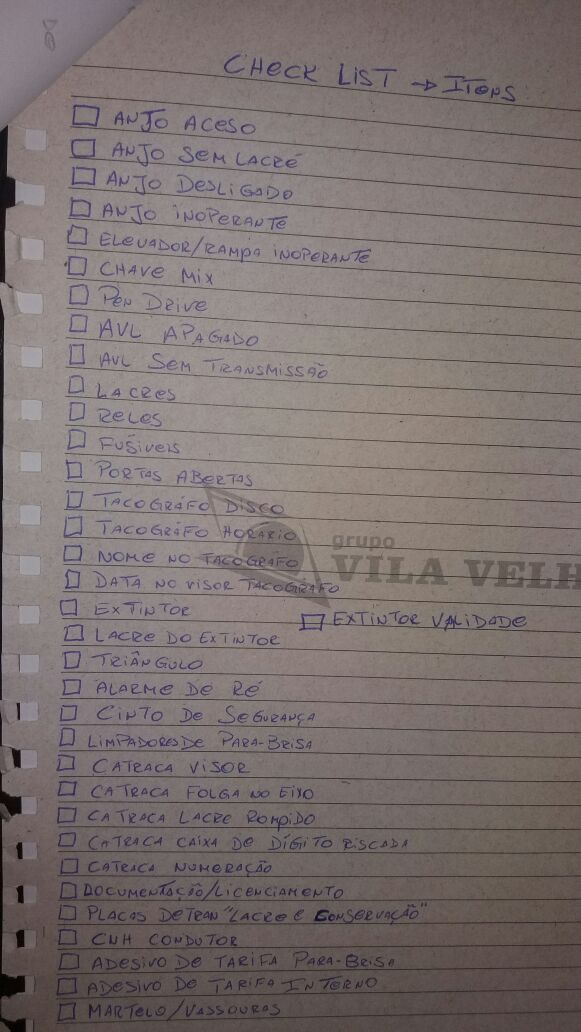 CHECK LIST → ITENS
ANJO ACESO
ANJO SEM LACRÉ
ANJO DESLIGADO
ANJO INOPERANTE
ELEVADOR/RAMPA INOPERANTE
CHAVE MIX
PEN DRIVE
AVL APAGADO
AVL SEM TRANSMISSÃO
LACRES
RELES
FUSÍVEIS
PORTAS ABERTAS
TACOGRÁFO DISCO
TACOGRÁFO HORÁRIO
grupo
NOME NO TACOGRÁFO
VILA VELH
DATA NO VISOR TACOGRÁFO
EXTINTOR
EXTINTOR VALIDADE
LACRE DO EXTINTOR
TRIÂNGULO
ALARME DE RÉ
CINTO DE SEGURANÇA
LIMPADORES DE PARA-BRISA
CATRACA VISOR
CATRACA FOLGA NO EIXO
CATRACA LACRE ROMPIDO
CATRACA CAIXA DE DÍGITO RISCADA
CATRACA NUMERAÇÃO
DOCUMENTAÇÃO/LICENCIAMENTO
PLACAS DETRAN "LACRE E CONSERVAÇÃO"
CNH CONDUTOR
ADESIVO DE TARIFA PARA-BRISA
ADESIVO DE TARIFA INTERNO
MARTELO/VASSOURAS